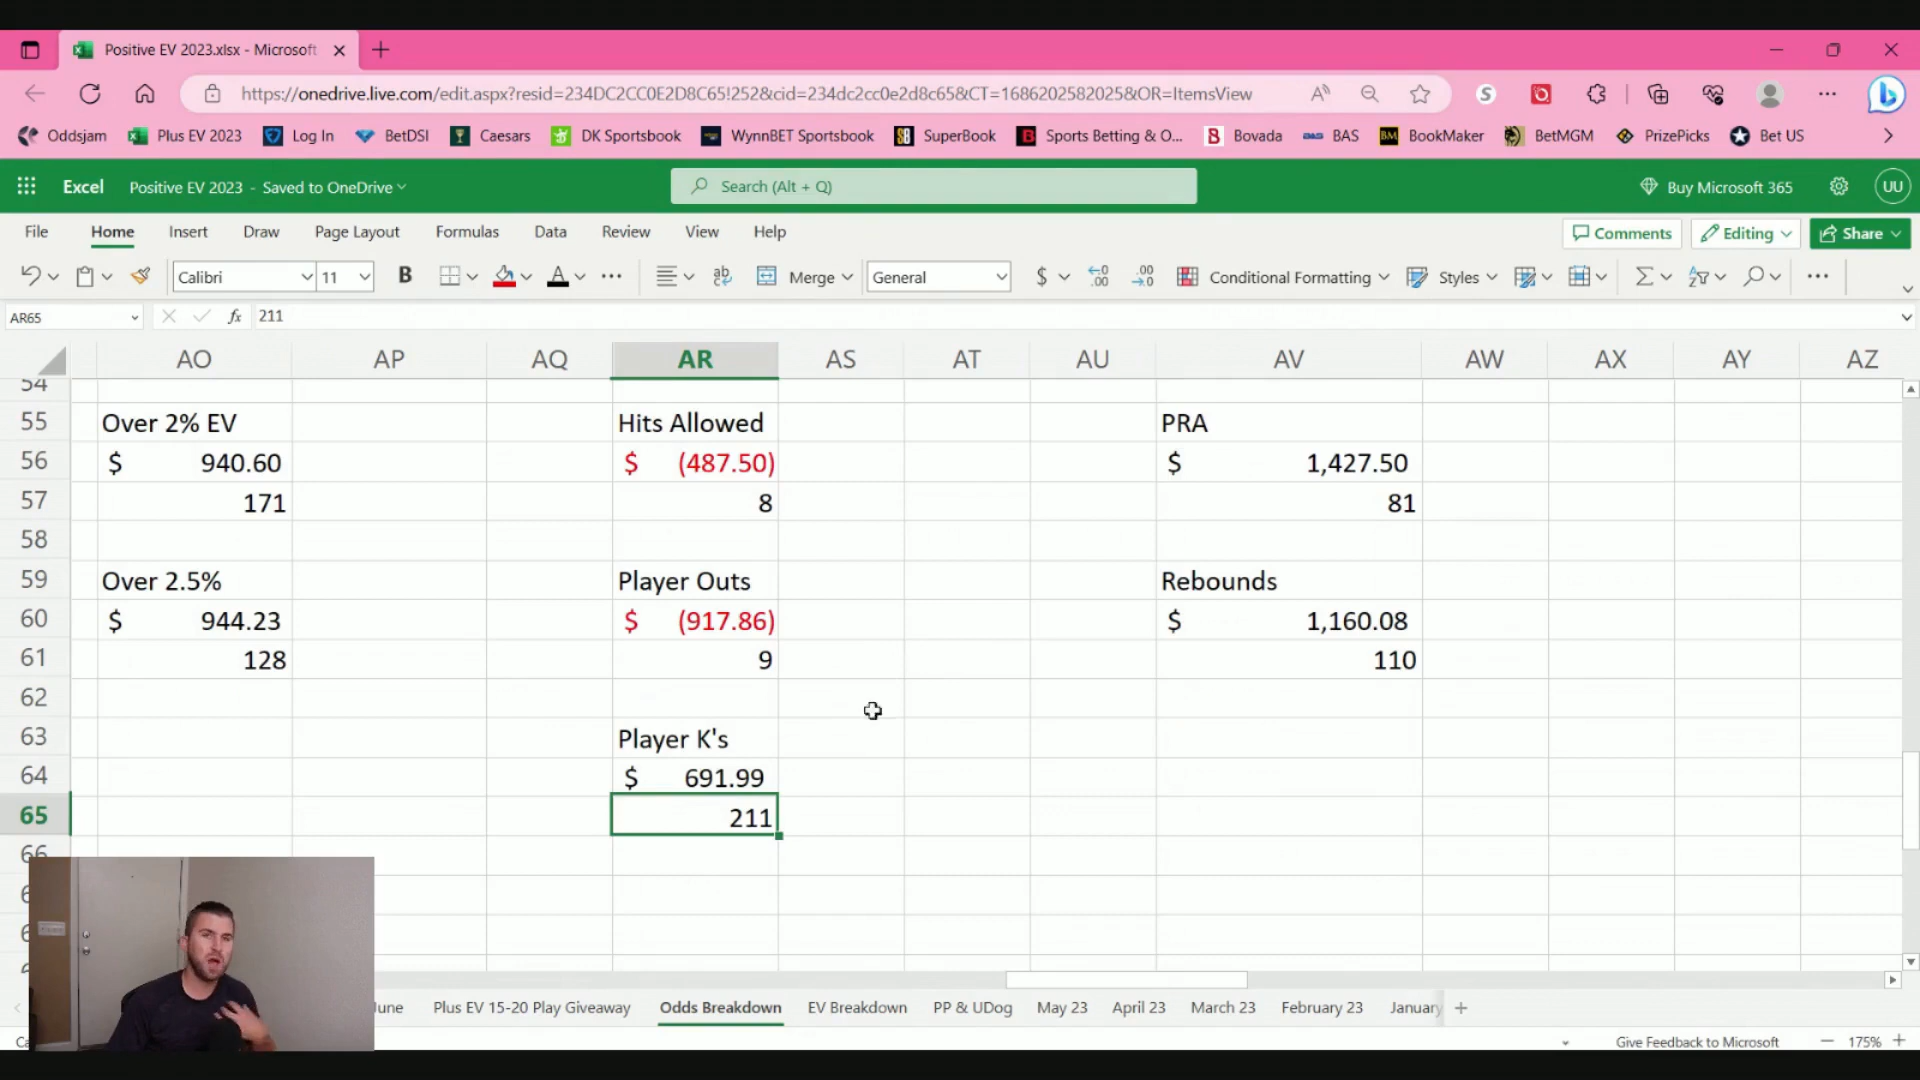 Positive EV 2023.xlsx - Microsoft
https://onedrive.live.com/edit.aspx?resid=234DC2CC0E2D8C65!252&cid=234dc2cc0e2d8c65&CT=1686202582025&OR=ItemsView
Oddsjam Plus EV 2023 Log In BetDSI Caesars DK Sportsbook WynnBET Sportsbook SuperBook Sports Betting & O... Bovada BAS BookMaker BetMGM PrizePicks Bet US
Excel Positive EV 2023 - Saved to OneDrive Search (Alt + Q) Buy Microsoft 365 UU
File Home Insert Draw Page Layout Formulas Data Review View Help Comments Editing Share
Calibri 11 B A ab Merge General $ .00 .00 Conditional Formatting Styles
AR65 fx 211
AO AP AQ AR AS AT AU AV AW AX AY AZ
54
55 Over 2% EV Hits Allowed PRA
56 $ 940.60 $ (487.50) $ 1,427.50
57 171 8 81
58
59 Over 2.5% Player Outs Rebounds
60 $ 944.23 $ (917.86) $ 1,160.08
61 128 9 110
62
63 Player K's
64 $ 691.99
65 211
66
June Plus EV 15-20 Play Giveaway Odds Breakdown EV Breakdown PP & UDog May 23 April 23 March 23 February 23 January
Give Feedback to Microsoft 175%